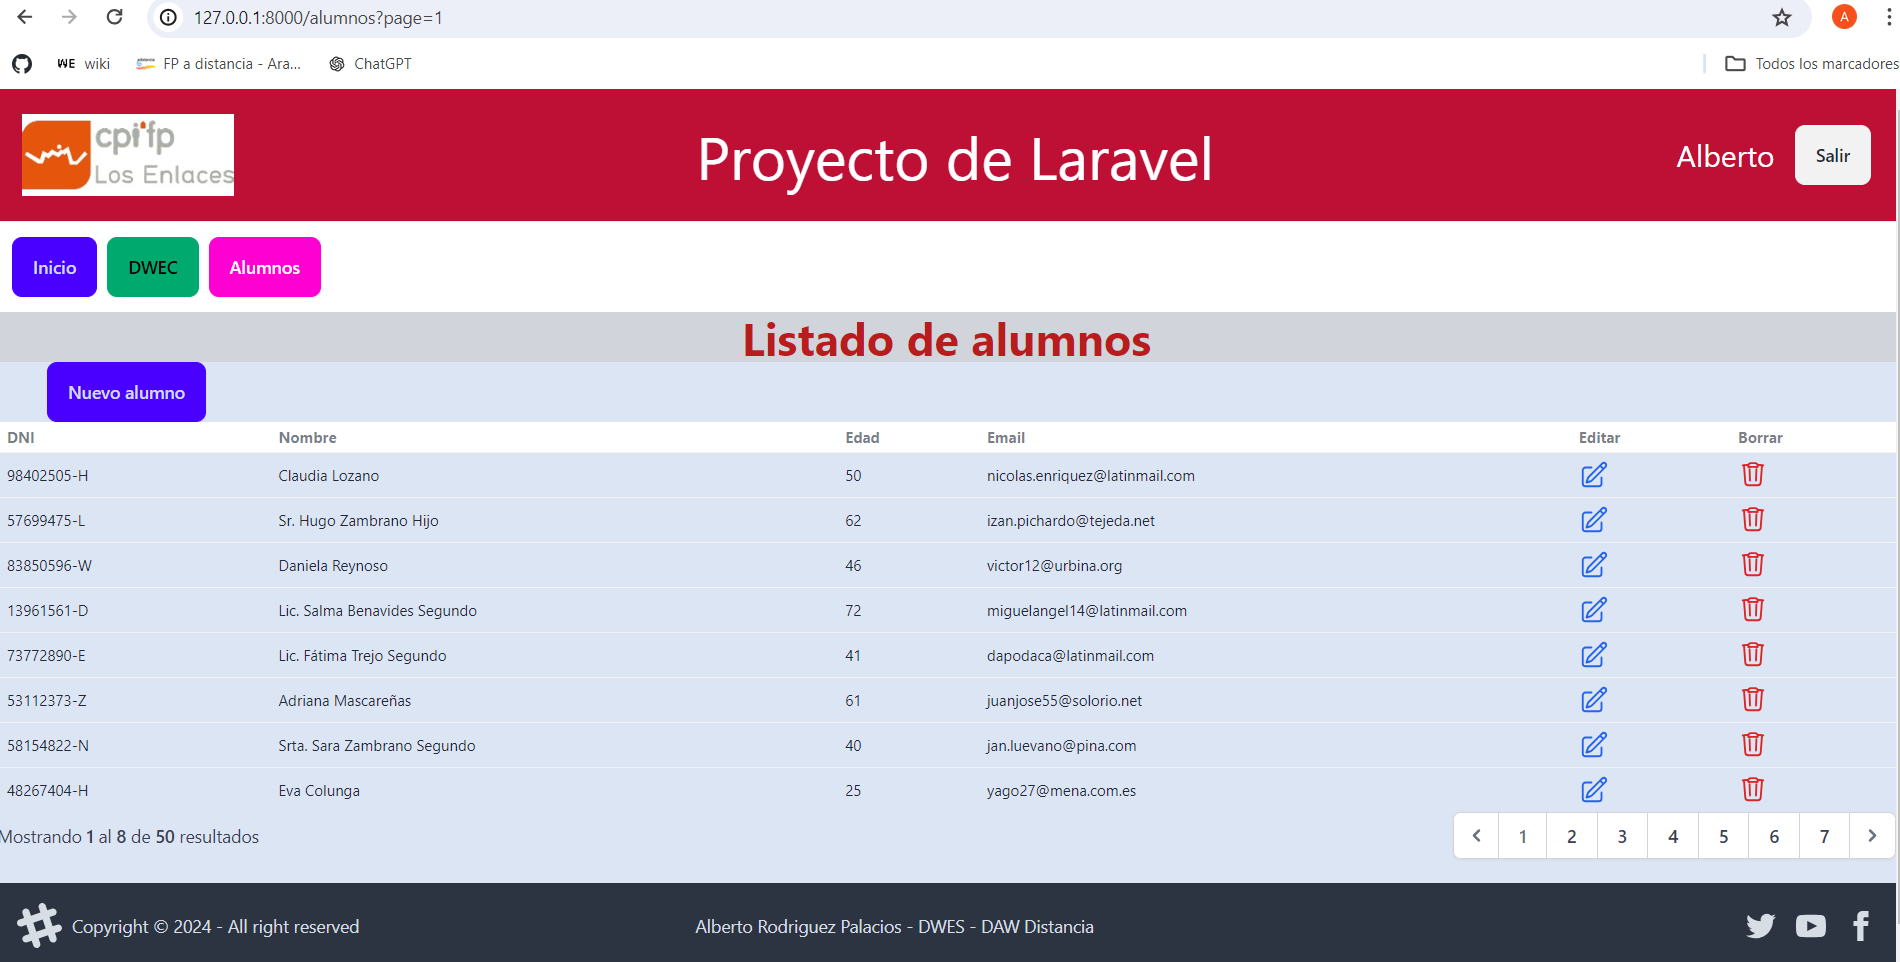 127.0.0.1:8000/alumnos?page=1
A
WE wiki FP a distancia - Ara... ChatGPT Todos los marcadores
cpifp
Los Enlaces
Proyecto de Laravel
Alberto Salir
Inicio DWEC Alumnos
Listado de alumnos
Nuevo alumno
DNI Nombre Edad Email Editar Borrar
98402505-H Claudia Lozano 50 nicolas.enriquez@latinmail.com
57699475-L Sr. Hugo Zambrano Hijo 62 izan.pichardo@tejeda.net
83850596-W Daniela Reynoso 46 victor12@urbina.org
13961561-D Lic. Salma Benavides Segundo 72 miguelangel14@latinmail.com
73772890-E Lic. Fátima Trejo Segundo 41 dapodaca@latinmail.com
53112373-Z Adriana Mascareñas 61 juanjose55@solorio.net
58154822-N Srta. Sara Zambrano Segundo 40 jan.luevano@pina.com
48267404-H Eva Colunga 25 yago27@mena.com.es
Mostrando 1 al 8 de 50 resultados 1 2 3 4 5 6 7
Copyright © 2024 - All right reserved Alberto Rodriguez Palacios - DWES - DAW Distancia